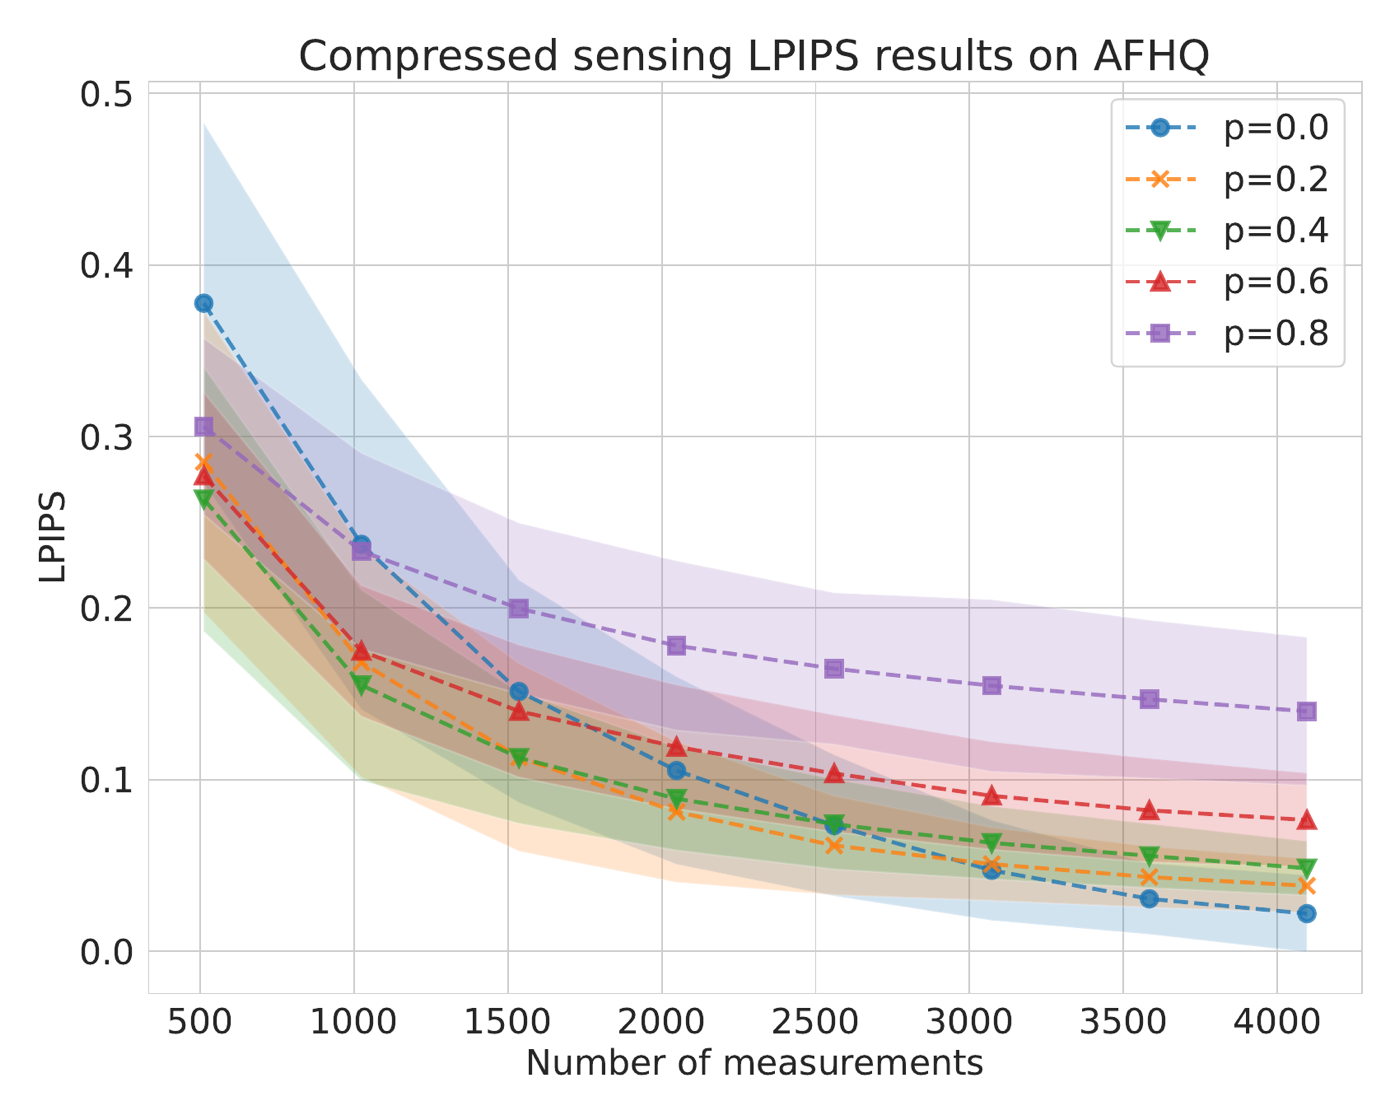 Compressed sensing LPIPS results on AFHQ
0.5
0.4
0.3
0.2
0.1
0.0
LPIPS
p=0.0
p=0.2
p=0.4
p=0.6
p=0.8
500 1000 1500 2000 2500 3000 3500 4000
Number of measurements